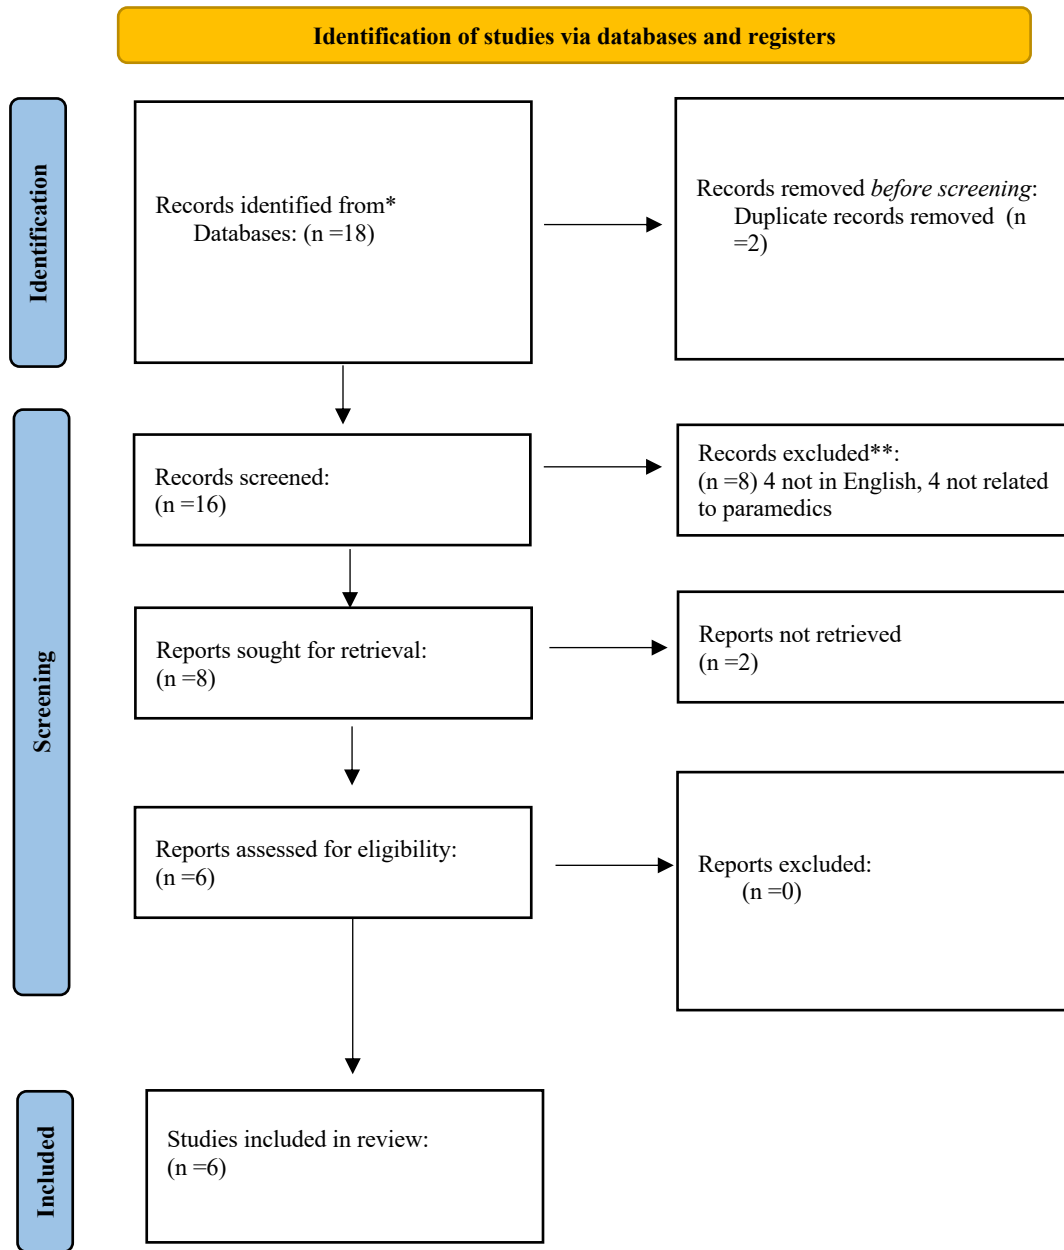 Identification of studies via databases and registers
Identification
Records identified from*
Databases: (n =18)
Records removed before screening:
Duplicate records removed (n
=2)
Screening
Records screened:
(n =16)
Records excluded**:
(n =8) 4 not in English, 4 not related
to paramedics
Reports sought for retrieval:
(n =8)
Reports not retrieved
(n =2)
Reports assessed for eligibility:
(n =6)
Reports excluded:
(n =0)
Included
Studies included in review:
(n =6)